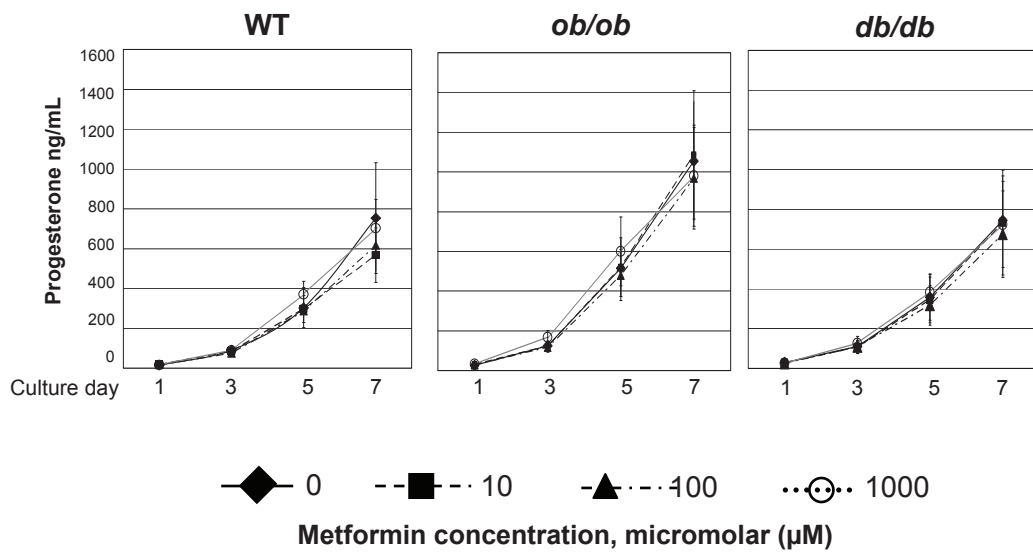 WT
ob/ob
db/db
Progesterone ng/mL
1600
1400
1200
1000
800
600
400
200
0
Culture day 1 3 5 7 1 3 5 7 1 3 5 7
0 10 100 1000
Metformin concentration, micromolar (µM)